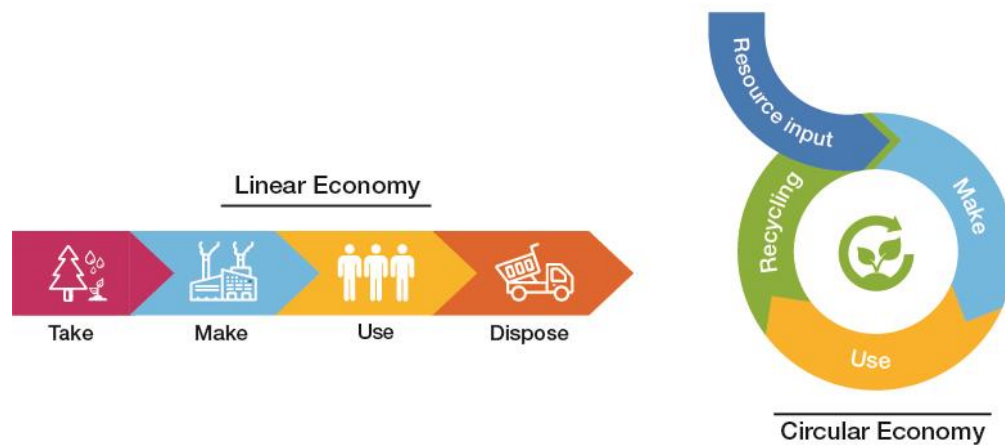 Linear Economy
Take
Make
Use
Dispose
Resource input
Make
Use
Recycling
Circular Economy